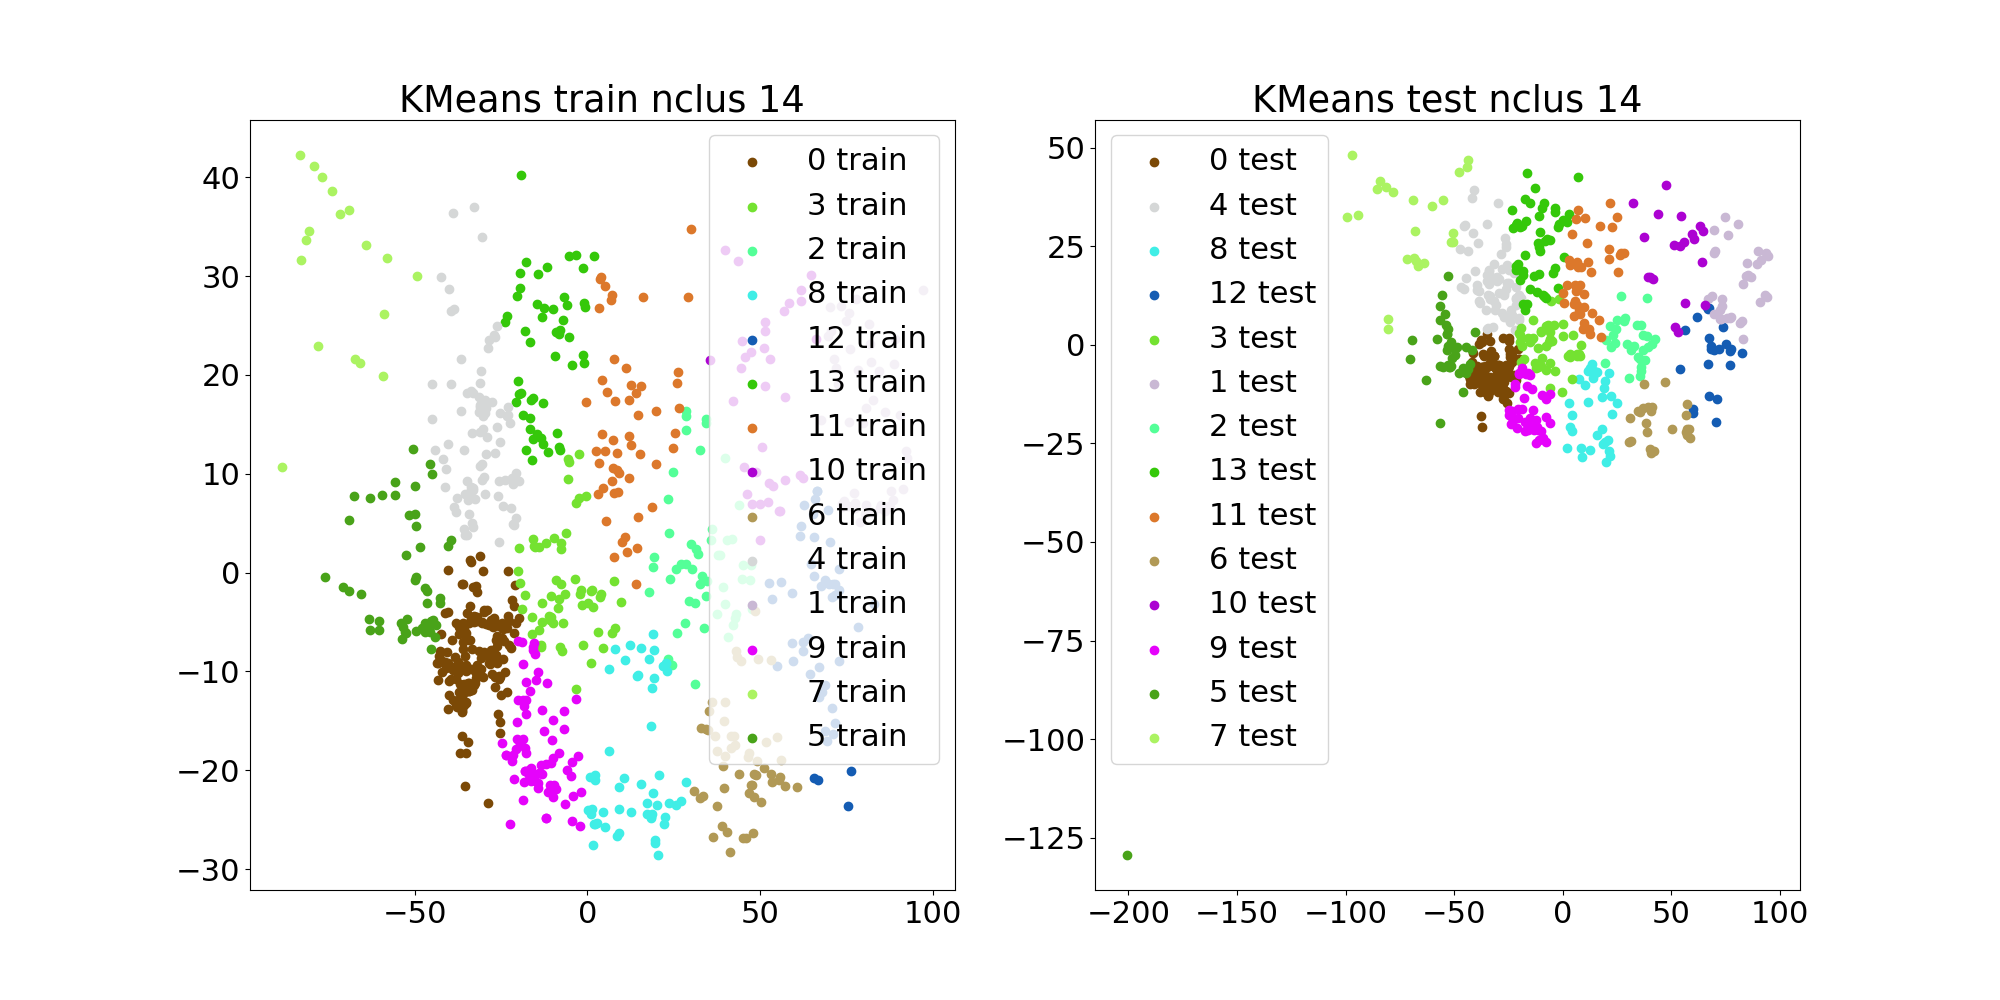 KMeans train nclus 14
40
30
20
10
0
−10
−20
−30
−50
0
50
100
0 train
3 train
2 train
8 train
12 train
13 train
11 train
10 train
6 train
4 train
1 train
9 train
7 train
5 train
KMeans test nclus 14
50
25
0
−25
−50
−75
−100
−125
−200
−150
−100
−50
0
50
100
0 test
4 test
8 test
12 test
3 test
1 test
2 test
13 test
11 test
6 test
10 test
9 test
5 test
7 test